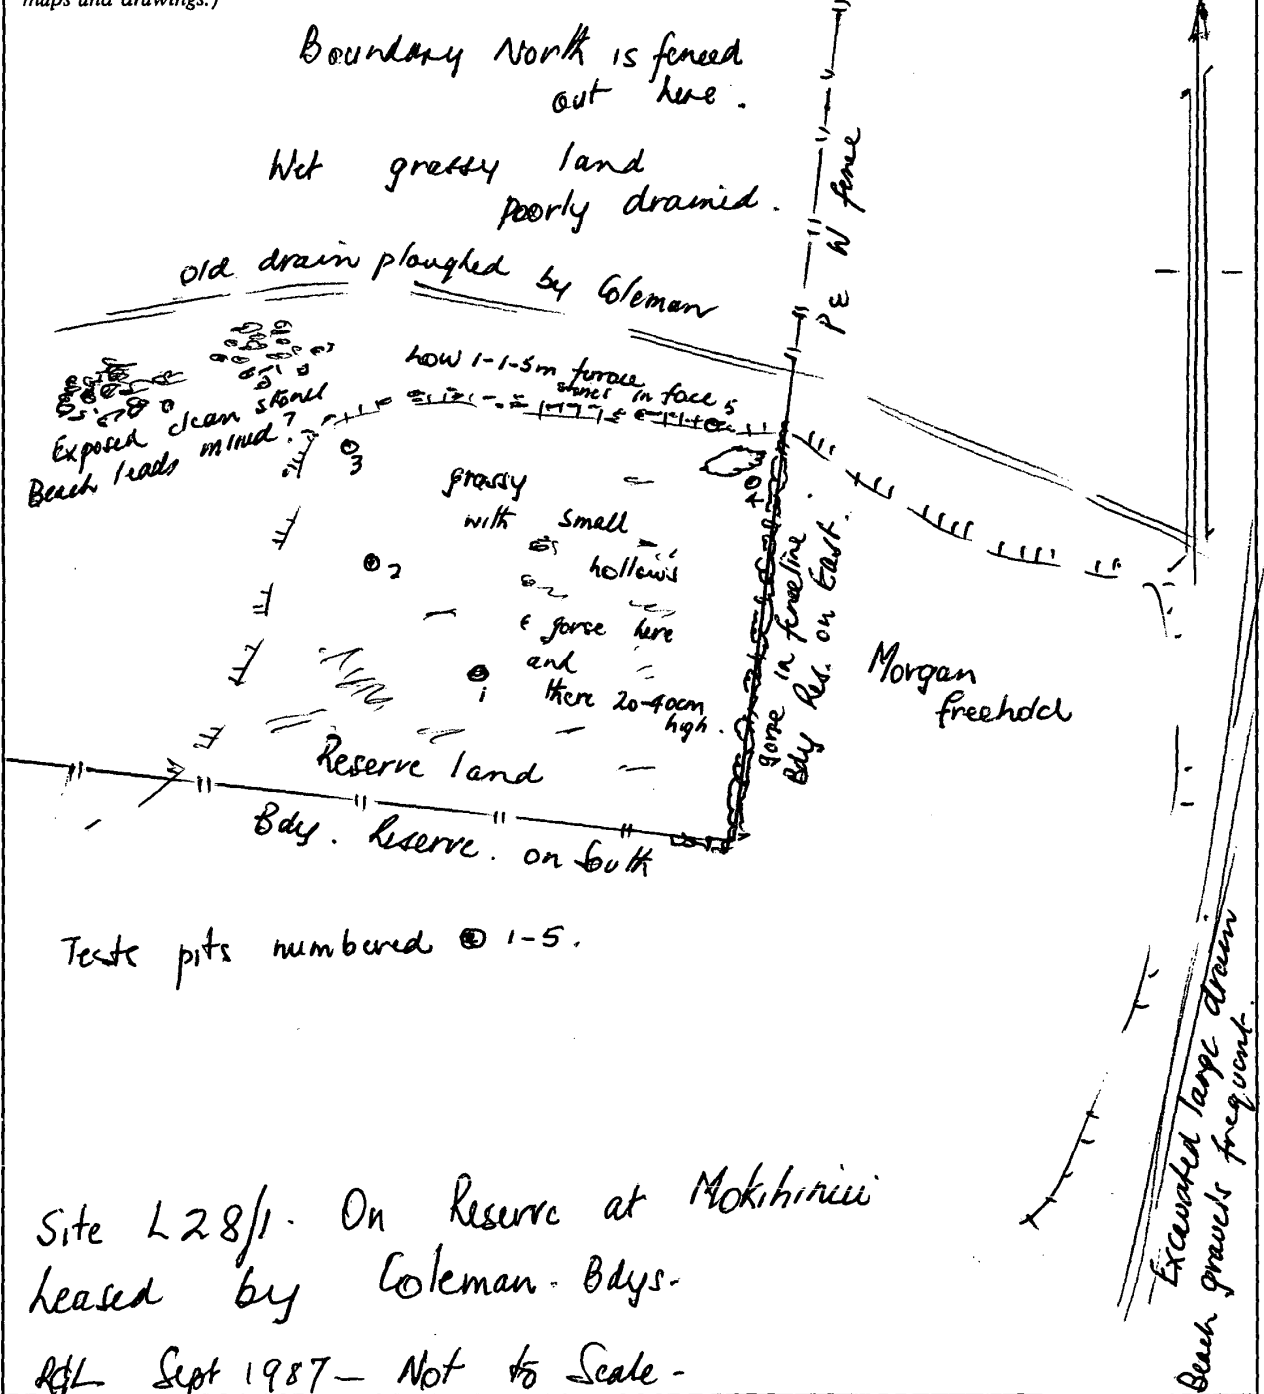 maps and drawings.)
Boundary North is fenced
out here.
Wet grassy land
Poorly drained.
P E W fence
old drain ploughed by Coleman
Low 1-1-5m terrace face
stones in face
5
Exposed clean stones
Beach leads mined?
3
grassy
with small
hollows
4
2
& gorse here
and
there 20-40cm
high.
1
gorse in fenceline.
Bdy Res. on East.
Morgan
freehold
Reserve land
Bdy. Reserve. on South
Teste pits numbered 1-5.
Excavated large drain
Beach gravels frequent.
Site L28/1. On Reserve at Mokihinui
Leased by Coleman. Bdys.
Sept 1987 - Not to Scale -